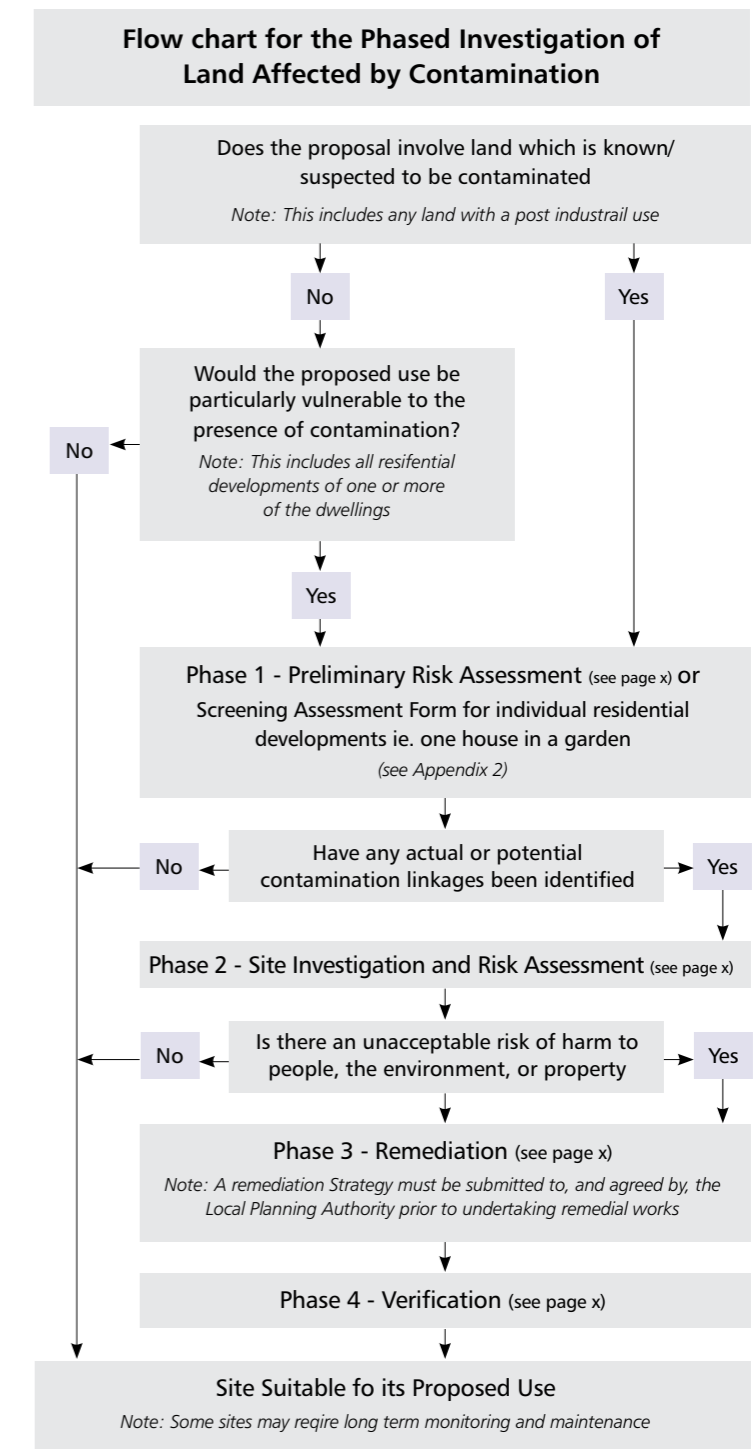 Flow chart for the Phased Investigation of
Land Affected by Contamination
Does the proposal involve land which is known/
suspected to be contaminated
Note: This includes any land with a post industrail use
No
Yes
Would the proposed use be
particularly vulnerable to the
presence of contamination?
Note: This includes all resifential
developments of one or more
of the dwellings
No
Yes
Phase 1 - Preliminary Risk Assessment (see page x) or
Screening Assessment Form for individual residential
developments ie. one house in a garden
(see Appendix 2)
Have any actual or potential
contamination linkages been identified
No
Yes
Phase 2 - Site Investigation and Risk Assessment (see page x)
Is there an unacceptable risk of harm to
people, the environment, or property
No
Yes
Phase 3 - Remediation (see page x)
Note: A remediation Strategy must be submitted to, and agreed by, the
Local Planning Authority prior to undertaking remedial works
Phase 4 - Verification (see page x)
Site Suitable fo its Proposed Use
Note: Some sites may reqire long term monitoring and maintenance